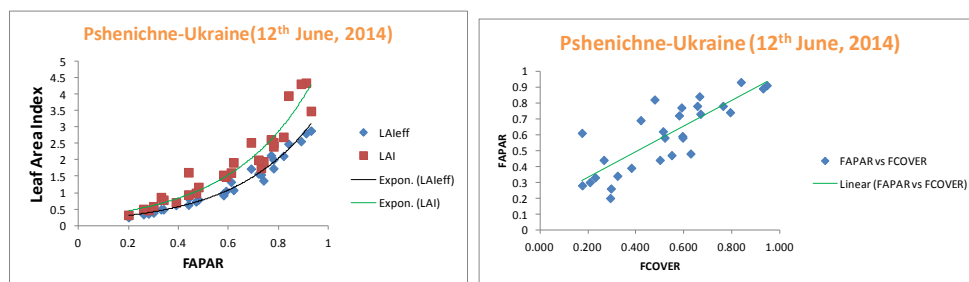 Pshenichne-Ukraine(12th June, 2014)
5
4.5
4
3.5
3
2.5
2
1.5
1
0.5
0
Leaf Area Index
0 0.2 0.4 0.6 0.8 1
FAPAR
LAIeff
LAI
Expon. (LAIeff)
Expon. (LAI)
Pshenichne-Ukraine (12th June, 2014)
1
0.9
0.8
0.7
0.6
0.5
0.4
0.3
0.2
0.1
0
FAPAR
0.000 0.200 0.400 0.600 0.800 1.000
FCOVER
FAPAR vs FCOVER
Linear (FAPAR vs FCOVER)